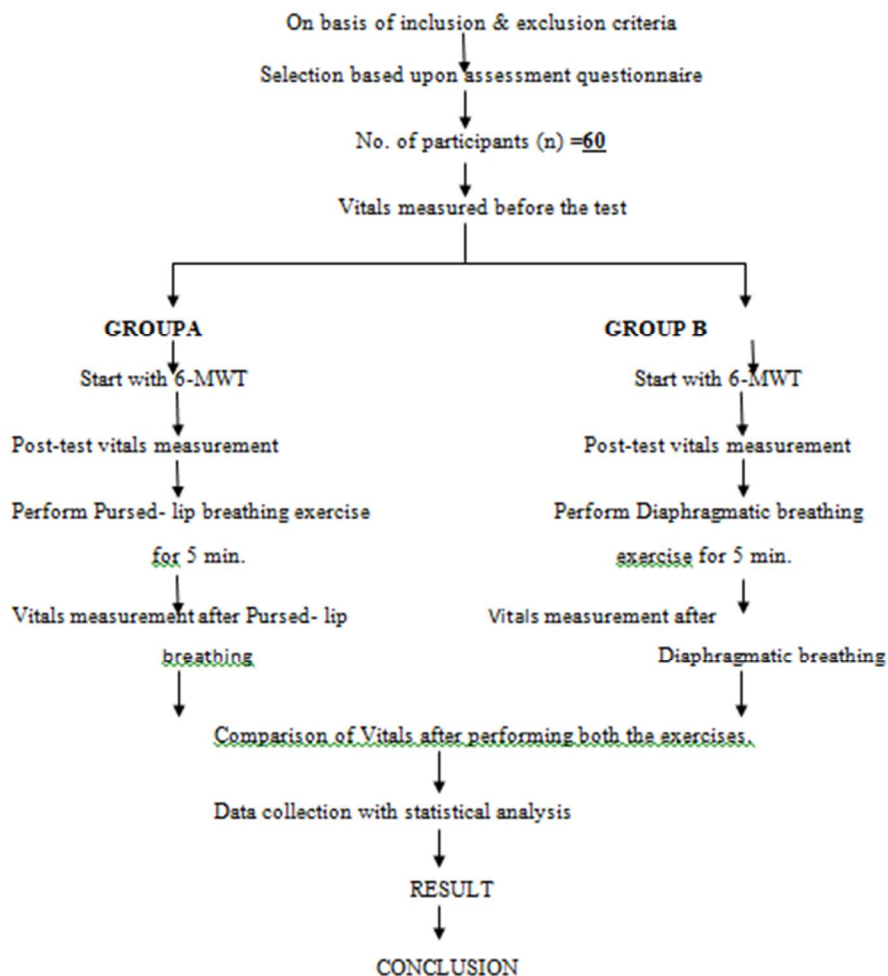 On basis of inclusion & exclusion criteria
Selection based upon assessment questionnaire
No. of participants (n) =60
Vitals measured before the test
GROUPA
Start with 6-MWT
Post-test vitals measurement
Perform Pursed- lip breathing exercise
for 5 min.
Vitals measurement after Pursed- lip
breathing
GROUP B
Start with 6-MWT
Post-test vitals measurement
Perform Diaphragmatic breathing
exercise for 5 min.
Vitals measurement after
Diaphragmatic breathing
Comparison of Vitals after performing both the exercises.
Data collection with statistical analysis
RESULT
CONCLUSION